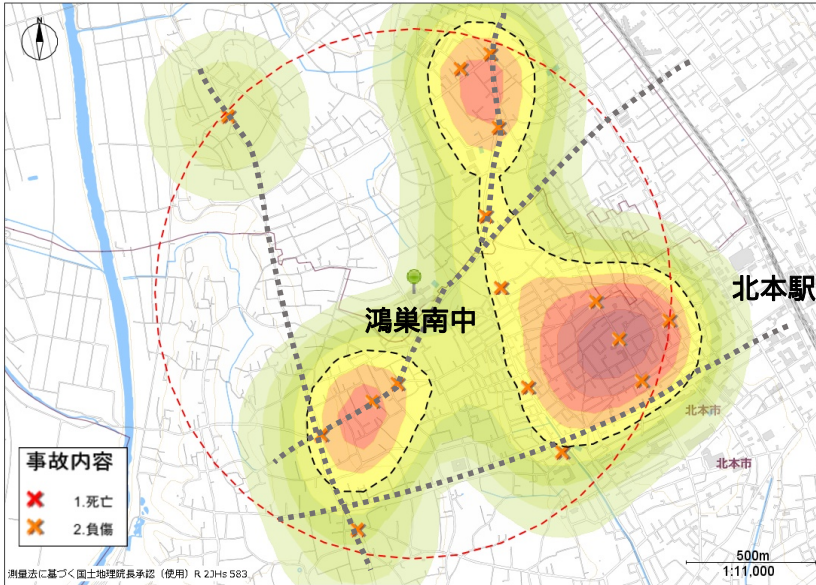 N
北本駅
鴻巣南中
北本市
北本市
事故内容
1.死亡
2.負傷
500m
1:11,000
測量法に基づく国土地理院長承認（使用）R 2JHs 583